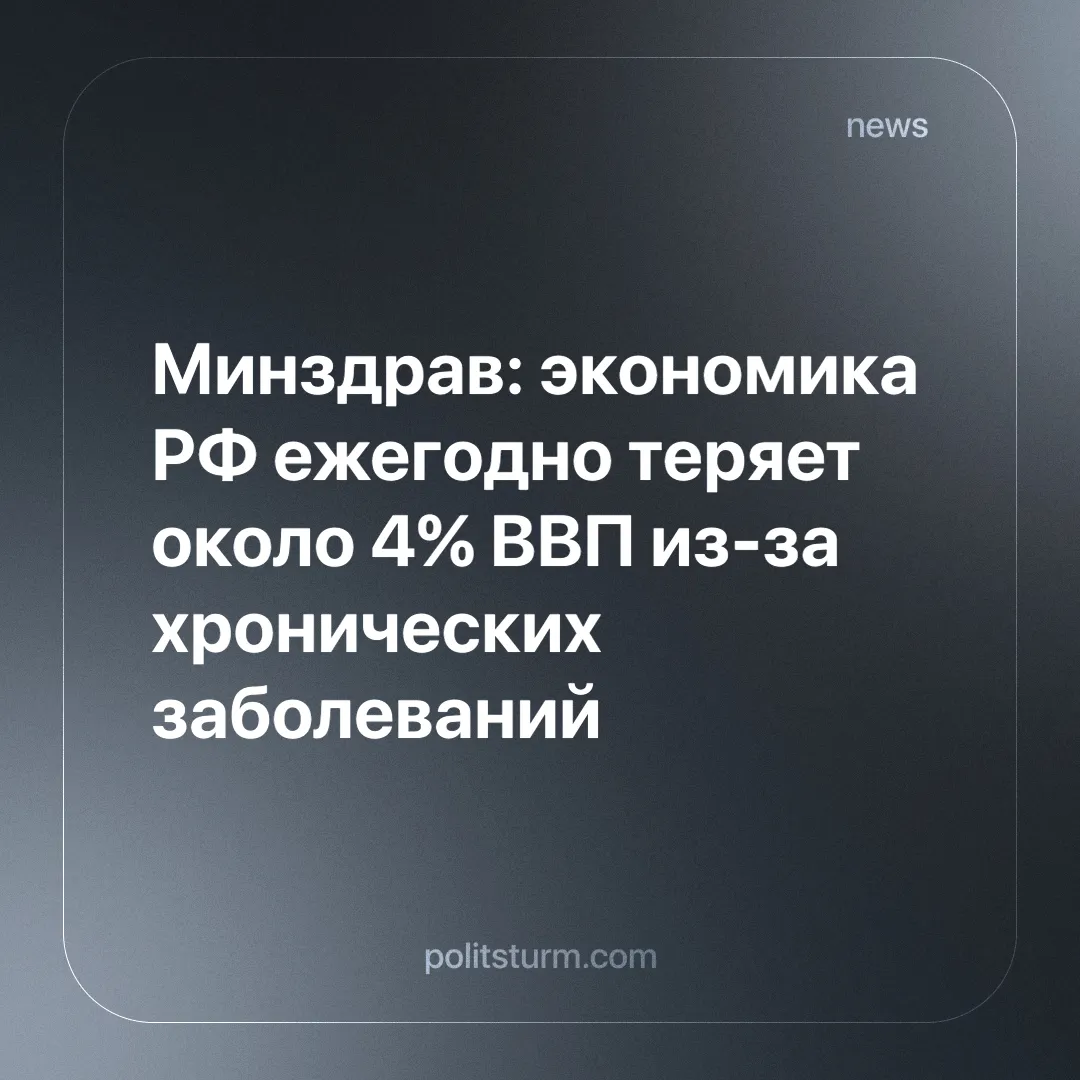 news
Минздрав: экономика
РФ ежегодно теряет
около 4% ВВП из-за
хронических
заболеваний
politsturm.com